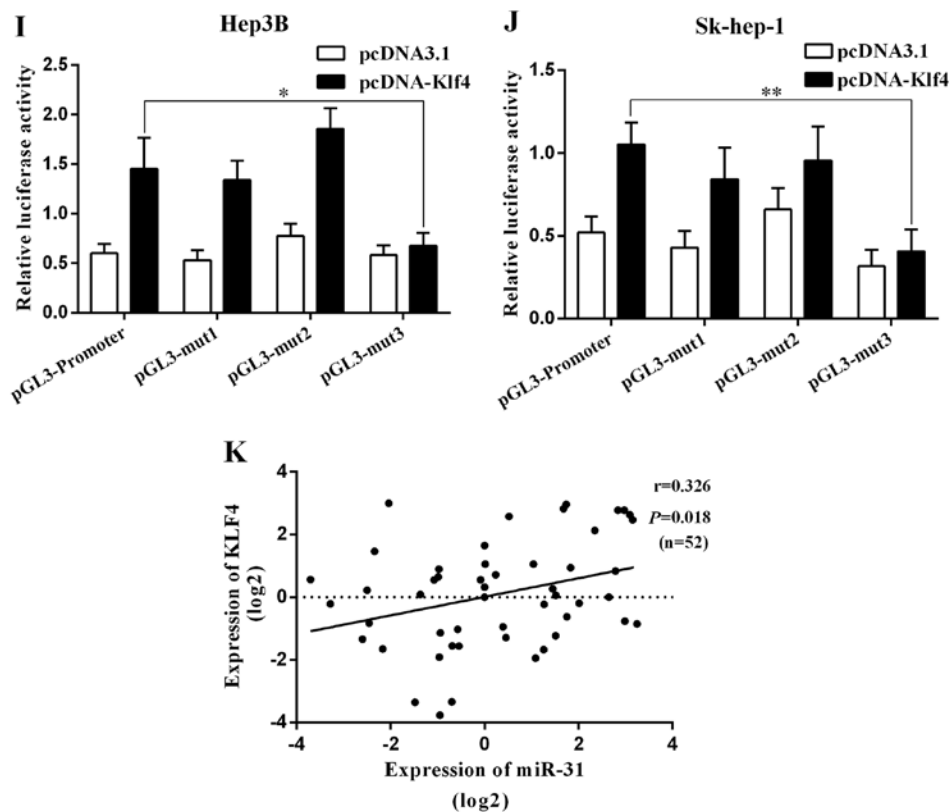 I
Hep3B
pcDNA3.1
pcDNA-Klf4
Relative luciferase activity
2.5
2.0
1.5
1.0
0.5
0.0
*
pGL3-Promoter
pGL3-mut1
pGL3-mut2
pGL3-mut3
J
Sk-hep-1
pcDNA3.1
pcDNA-Klf4
Relative luciferase activity
1.5
1.0
0.5
0.0
**
pGL3-Promoter
pGL3-mut1
pGL3-mut2
pGL3-mut3
K
Expression of KLF4
(log2)
4
2
0
-2
-4
r=0.326
P=0.018
(n=52)
-4
-2
0
2
4
Expression of miR-31
(log2)